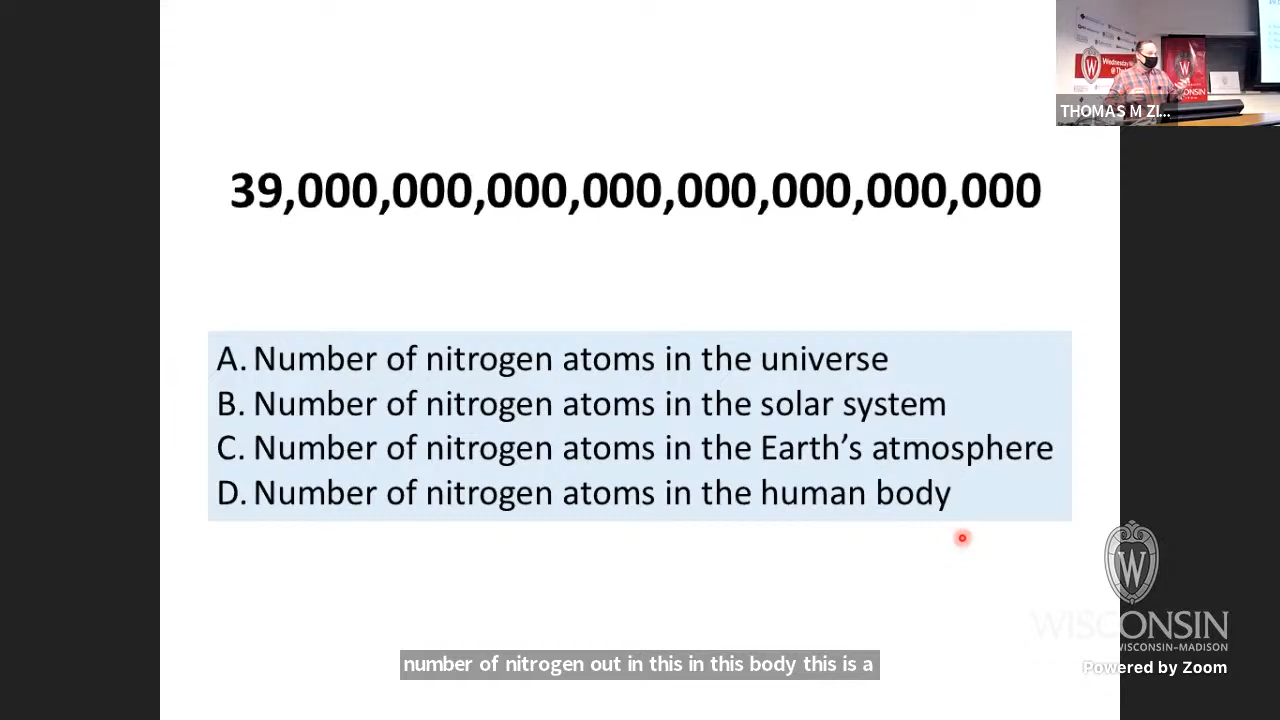 THOMAS M ZI...
Wednesday
W
39,000,000,000,000,000,000,000,000
A. Number of nitrogen atoms in the universe
B. Number of nitrogen atoms in the solar system
C. Number of nitrogen atoms in the Earth’s atmosphere
D. Number of nitrogen atoms in the human body
W
WISCONSIN
WISCONSIN–MADISON
Powered by Zoom
number of nitrogen out in this in this body this is a